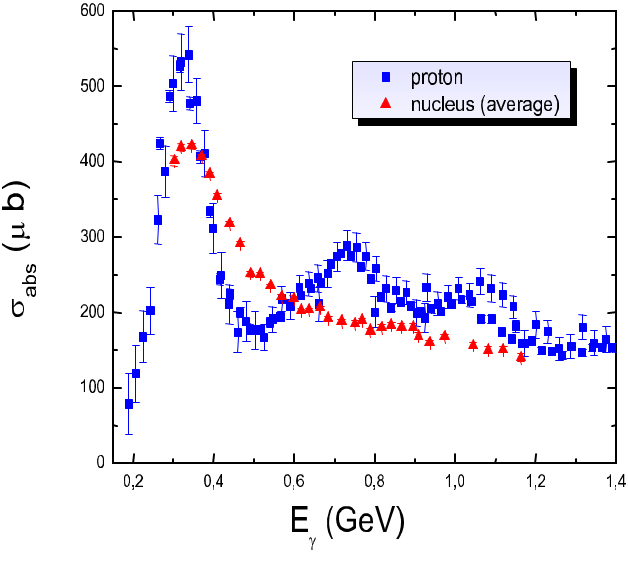 600
500
400
300
200
100
0
σabs (μ b)
proton
nucleus (average)
0,2 0,4 0,6 0,8 1,0 1,2 1,4
Eγ (GeV)